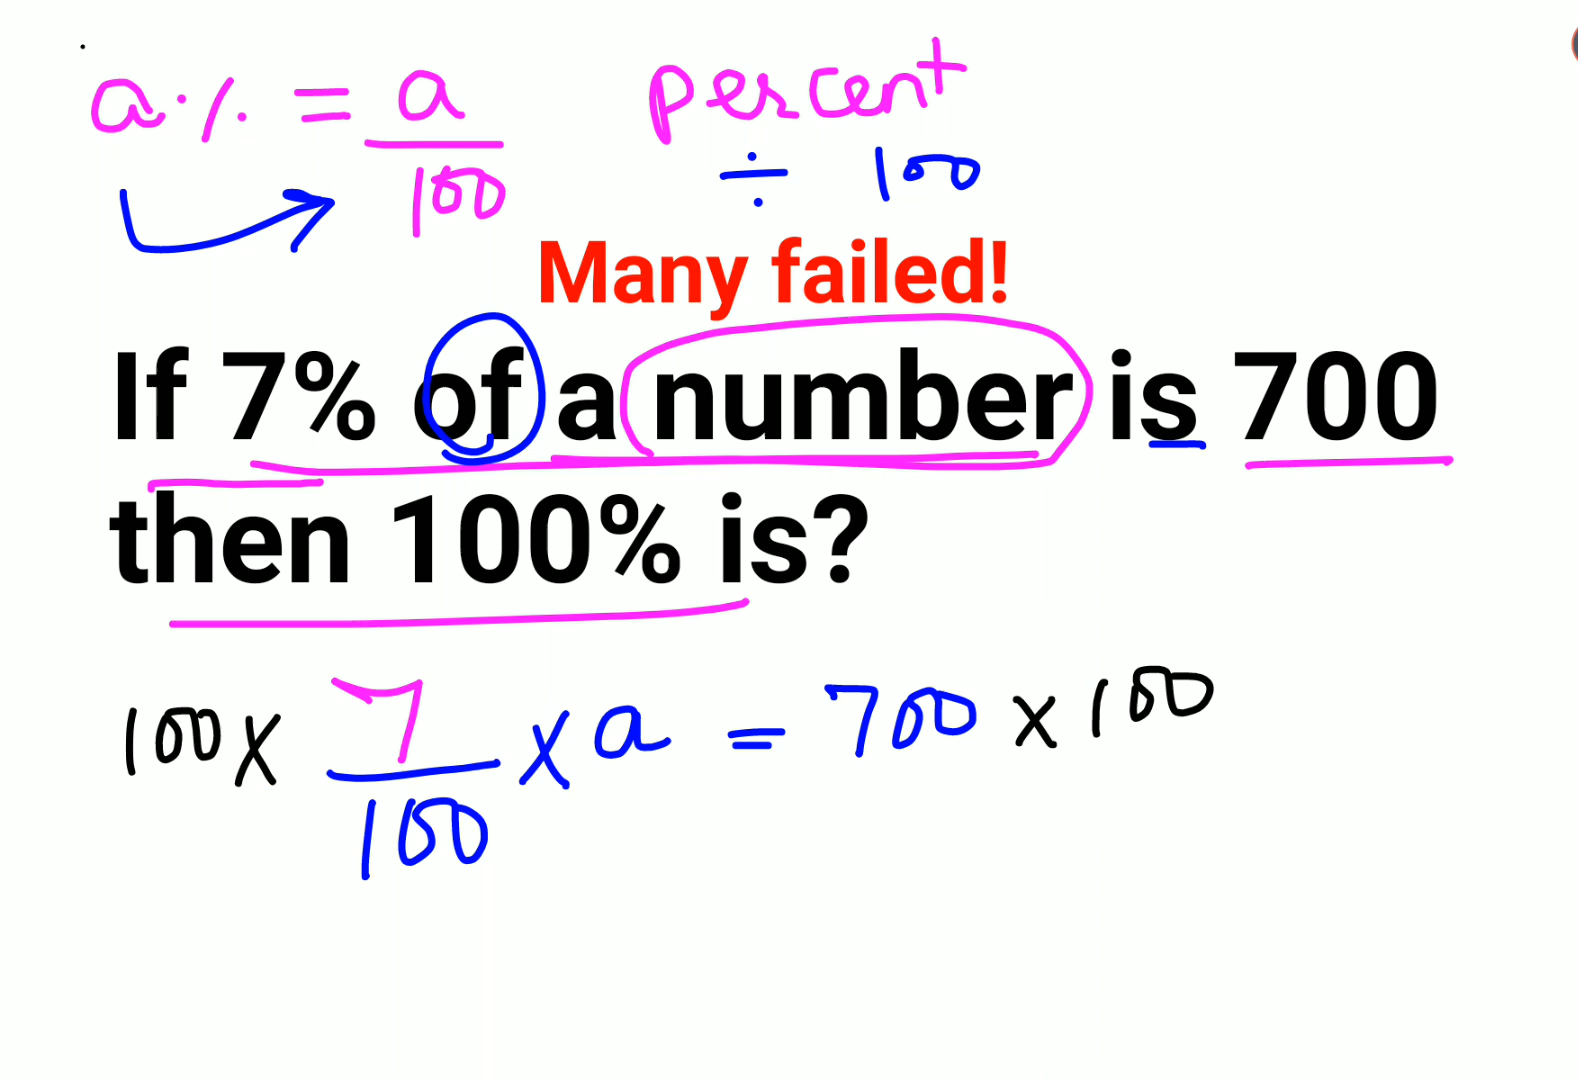 a% = a/100 percent
÷ 100
Many failed!
If 7% of a number is 700
then 100% is?
100 × 7/100 × a = 700 × 100